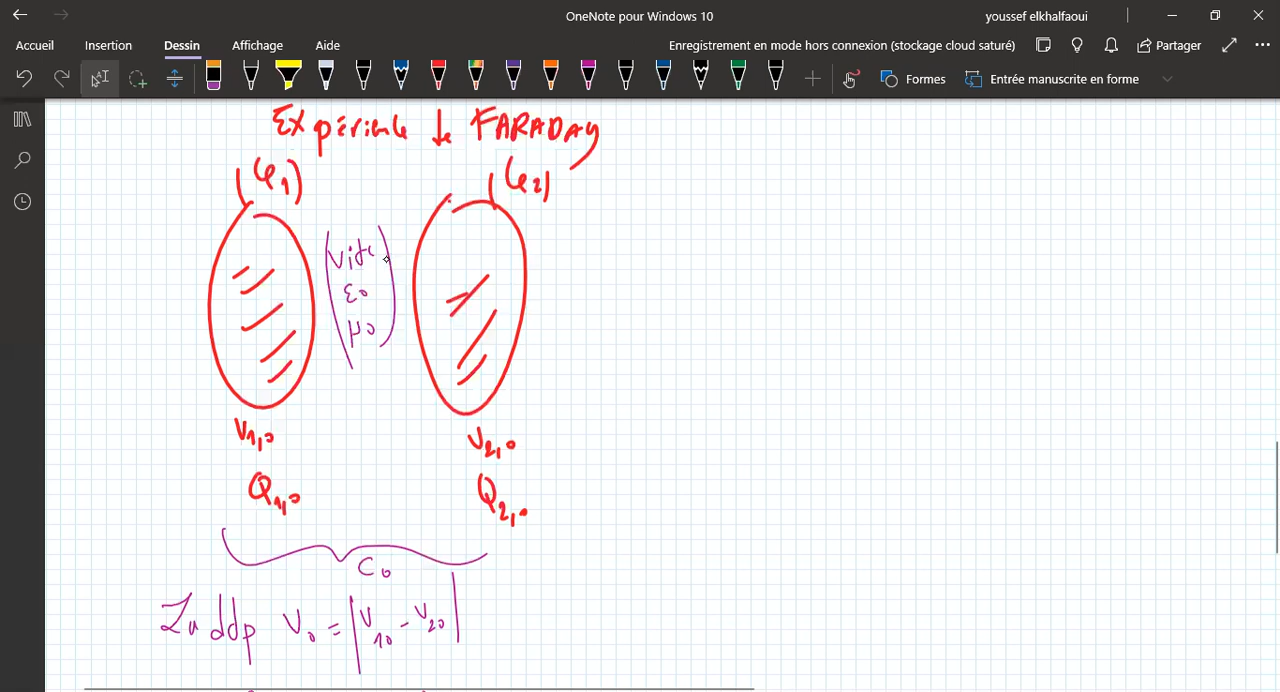 OneNote pour Windows 10
youssef elkhalfaoui
Accueil Insertion Dessin Affichage Aide
Enregistrement en mode hors connexion (stockage cloud saturé)
Partager
Formes
Entrée manuscrite en forme
Expérience de FARADAY
(φ1) (φ2)
(vide
ε0
μ0)
V1,0 V2,0
Q1,0 Q2,0
C0
La ddp V0 = |V10 - V20|